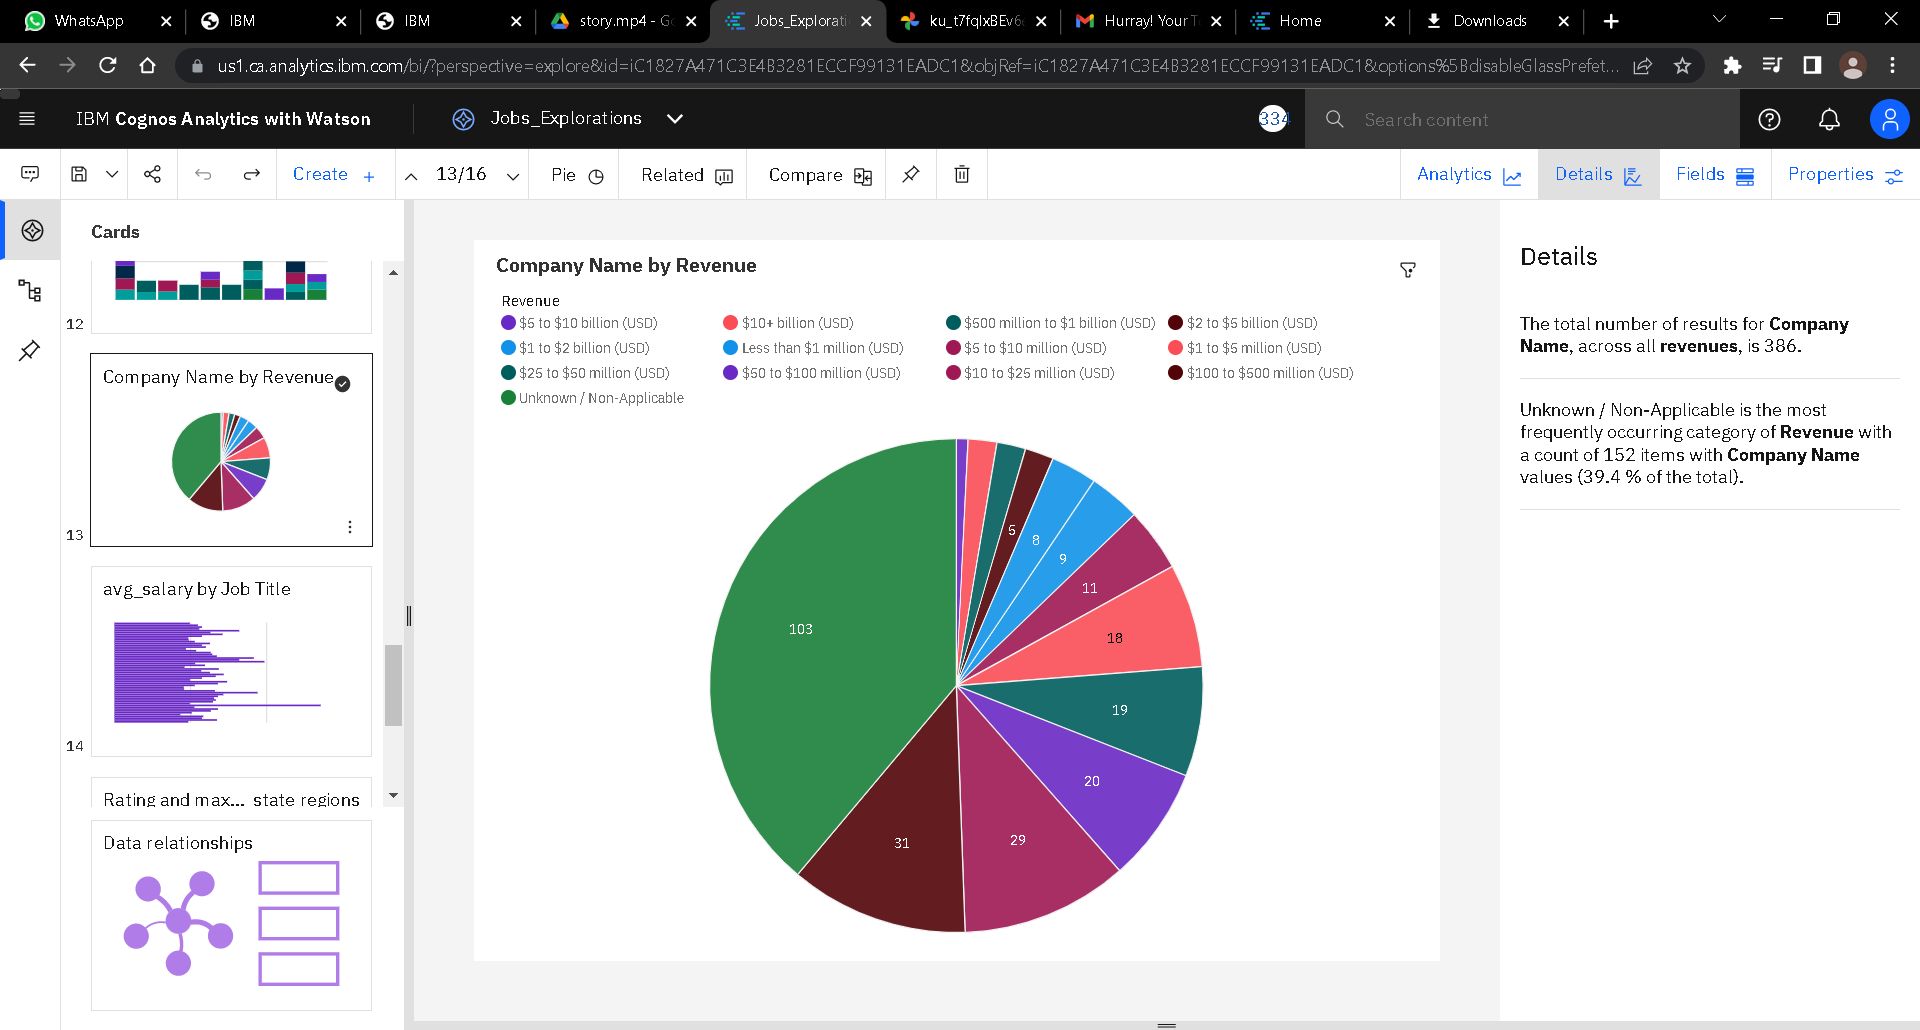 WhatsApp
IBM
IBM
story.mp4 - Go
Jobs_Explorati
ku_t7fqIxBEv6
Hurray! Your T
Home
Downloads
us1.ca.analytics.ibm.com/bi/?perspective=explore&id=iC1827A471C3E4B3281ECCF99131EADC1&objRef=iC1827A471C3E4B3281ECCF99131EADC1&options%5BdisableGlassPrefet...
IBM Cognos Analytics with Watson
Jobs_Explorations
334
Search content
Create
13/16
Pie
Related
Compare
Analytics
Details
Fields
Properties
Cards
12
Company Name by Revenue
13
avg_salary by Job Title
14
Rating and max... state regions
Data relationships
Company Name by Revenue
Revenue
$5 to $10 billion (USD)
$10+ billion (USD)
$500 million to $1 billion (USD)
$2 to $5 billion (USD)
$1 to $2 billion (USD)
Less than $1 million (USD)
$5 to $10 million (USD)
$1 to $5 million (USD)
$25 to $50 million (USD)
$50 to $100 million (USD)
$10 to $25 million (USD)
$100 to $500 million (USD)
Unknown / Non-Applicable
5
8
9
11
18
19
20
29
31
103
Details
The total number of results for Company
Name, across all revenues, is 386.
Unknown / Non-Applicable is the most
frequently occurring category of Revenue with
a count of 152 items with Company Name
values (39.4 % of the total).